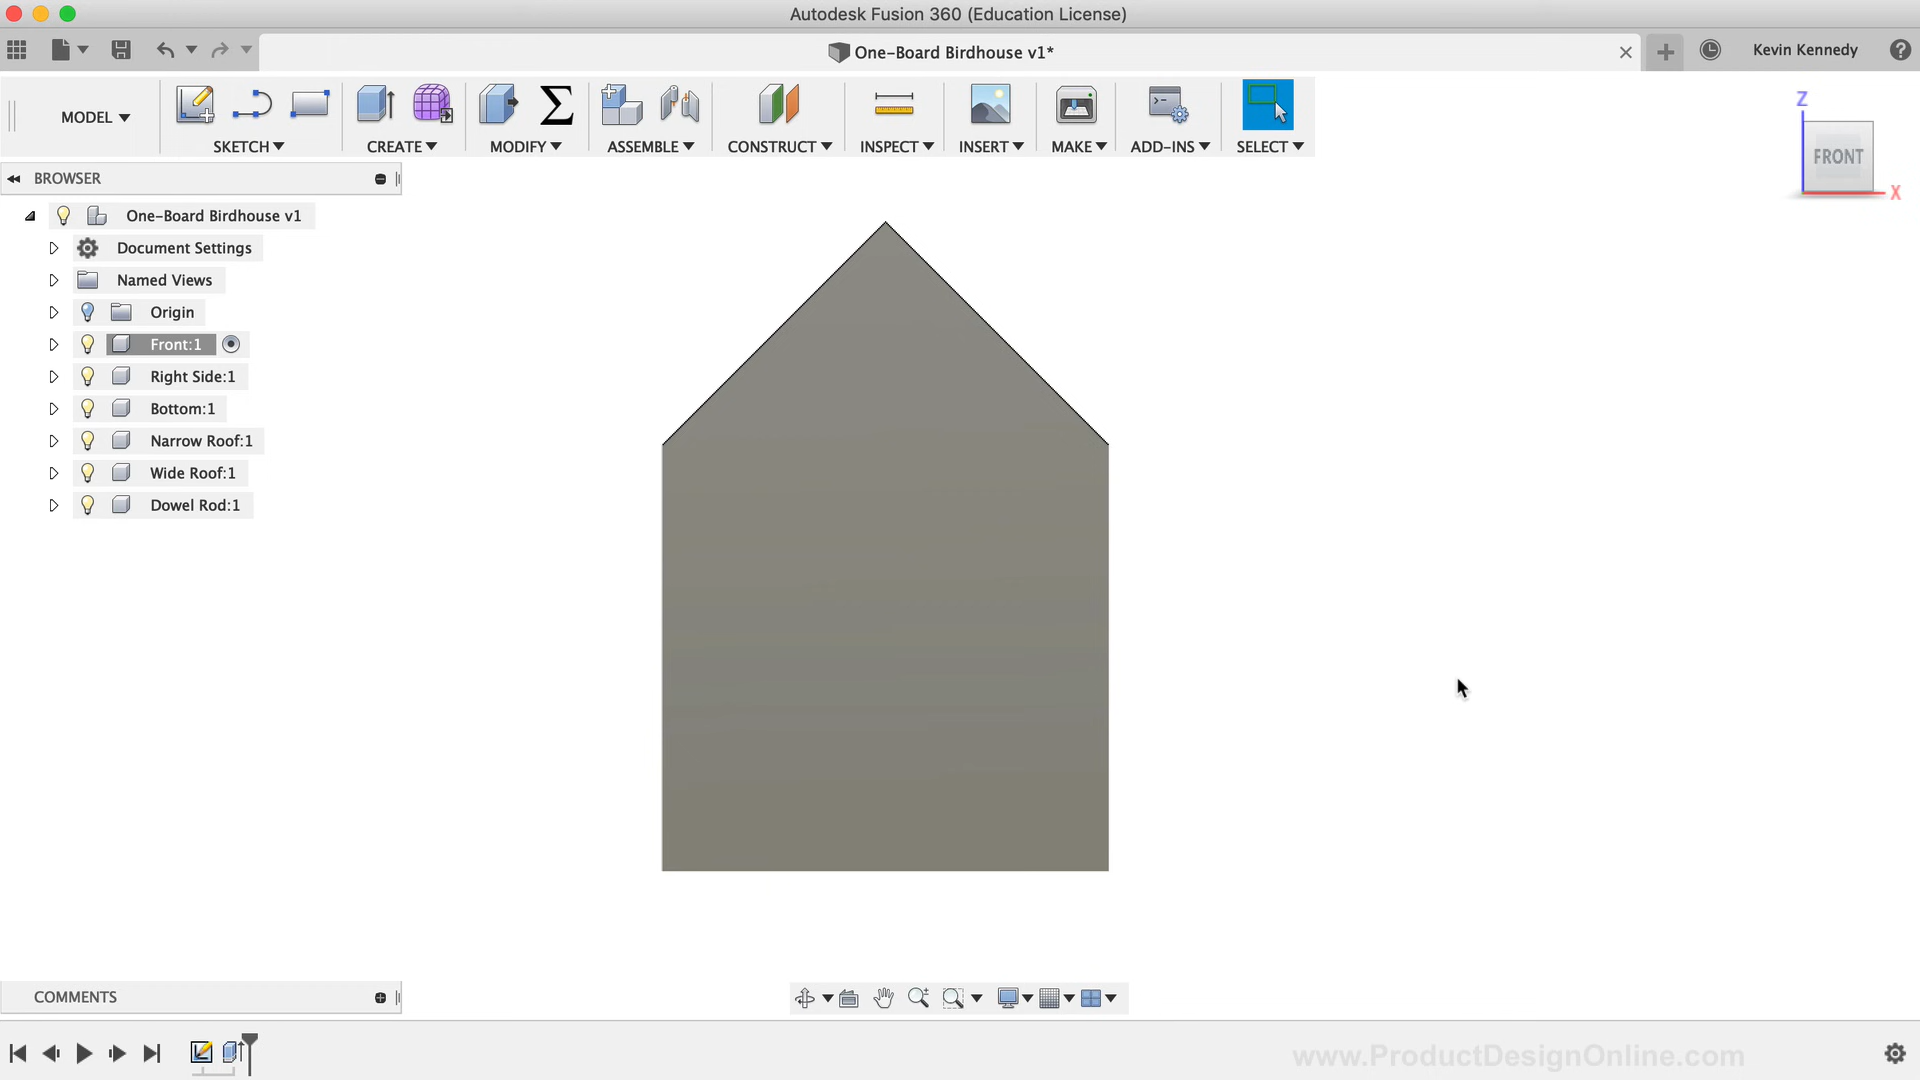 Autodesk Fusion 360 (Education License)
One-Board Birdhouse v1*
Kevin Kennedy
MODEL
SKETCH
CREATE
MODIFY
ASSEMBLE
CONSTRUCT
INSPECT
INSERT
MAKE
ADD-INS
SELECT
Z
FRONT
X
BROWSER
One-Board Birdhouse v1
Document Settings
Named Views
Origin
Front:1
Right Side:1
Bottom:1
Narrow Roof:1
Wide Roof:1
Dowel Rod:1
COMMENTS
www.ProductDesignOnline.com